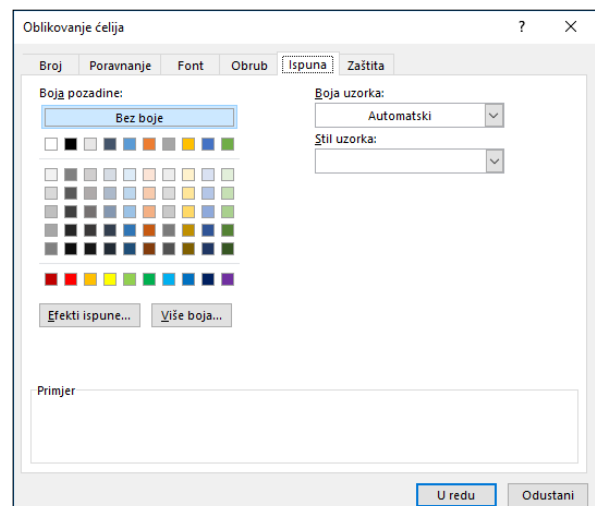 Oblikovanje ćelija ?
Broj Poravnanje Font Obrub Ispuna Zaštita
Boja pozadine:
Bez boje
Efekti ispune...
Više boja...
Boja uzorka:
Automatski
Stil uzorka:
Primjer
U redu Odustani